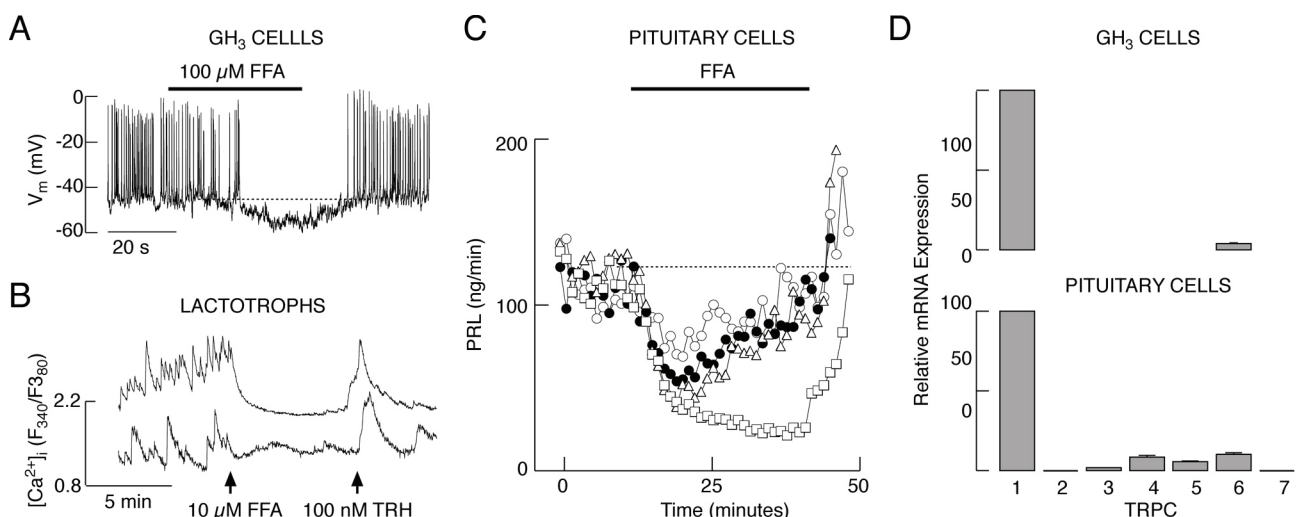 A
GH3 CELLLS
100 µM FFA
0
-20
-40
-60
Vm (mV)
20 s
B
LACTOTROPHS
2.2
0.8
[Ca2+]i (F340/F380)
5 min
10 µM FFA
100 nM TRH
C
PITUITARY CELLS
FFA
200
100
0
PRL (ng/min)
0
25
50
Time (minutes)
D
GH3 CELLS
100
50
0
PITUITARY CELLS
100
50
0
Relative mRNA Expression
1 2 3 4 5 6 7
TRPC